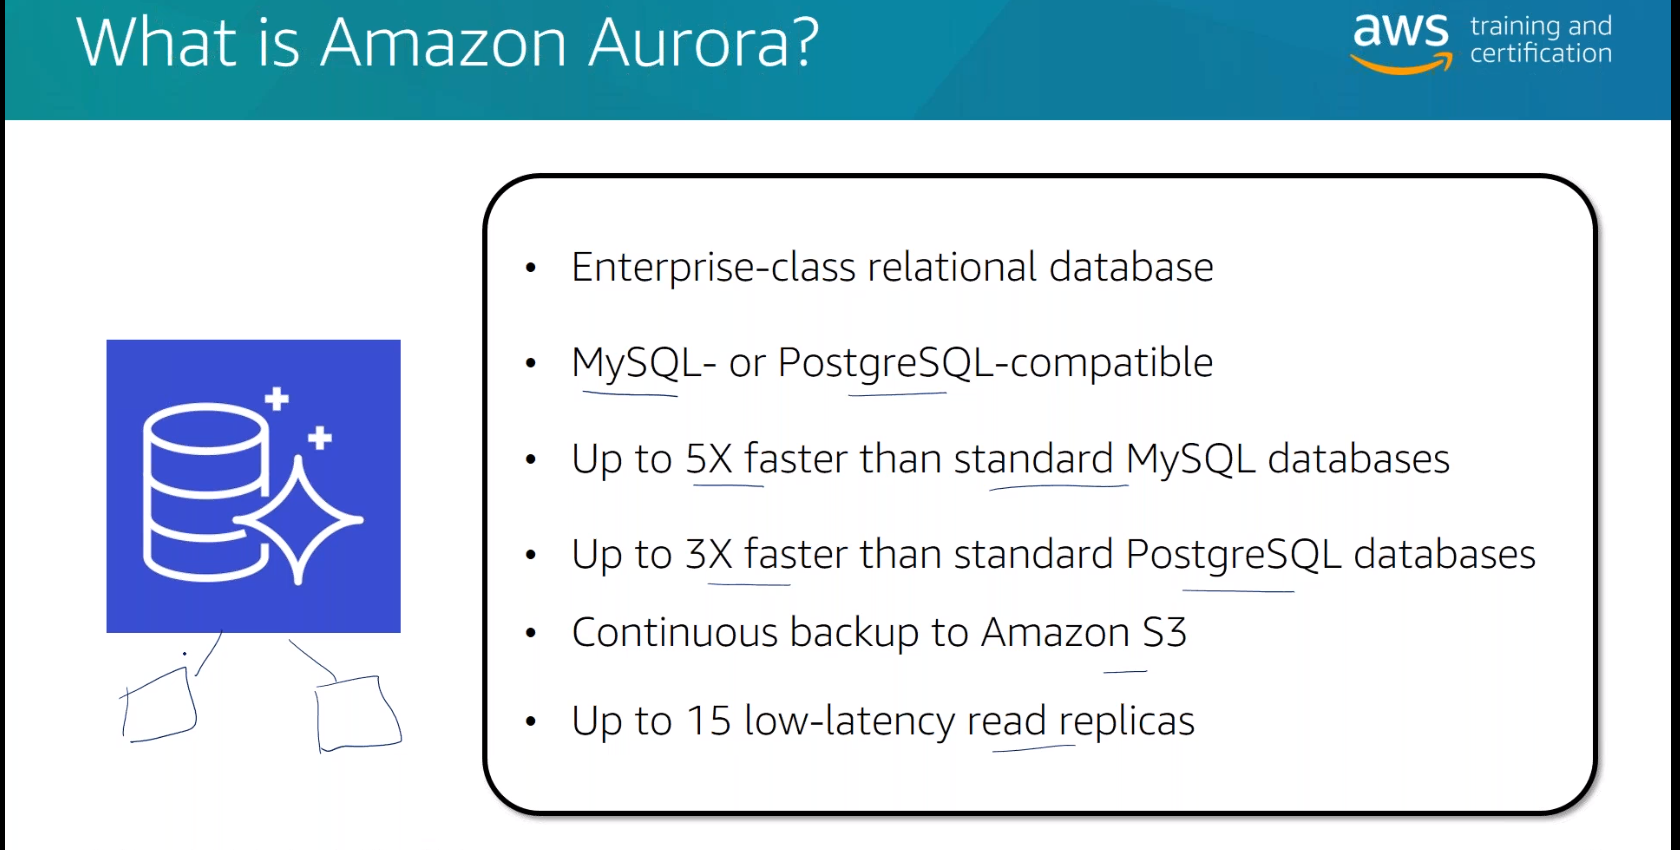 What is Amazon Aurora?
aws training and
certification
• Enterprise-class relational database
• MySQL- or PostgreSQL-compatible
• Up to 5X faster than standard MySQL databases
• Up to 3X faster than standard PostgreSQL databases
• Continuous backup to Amazon S3
• Up to 15 low-latency read replicas